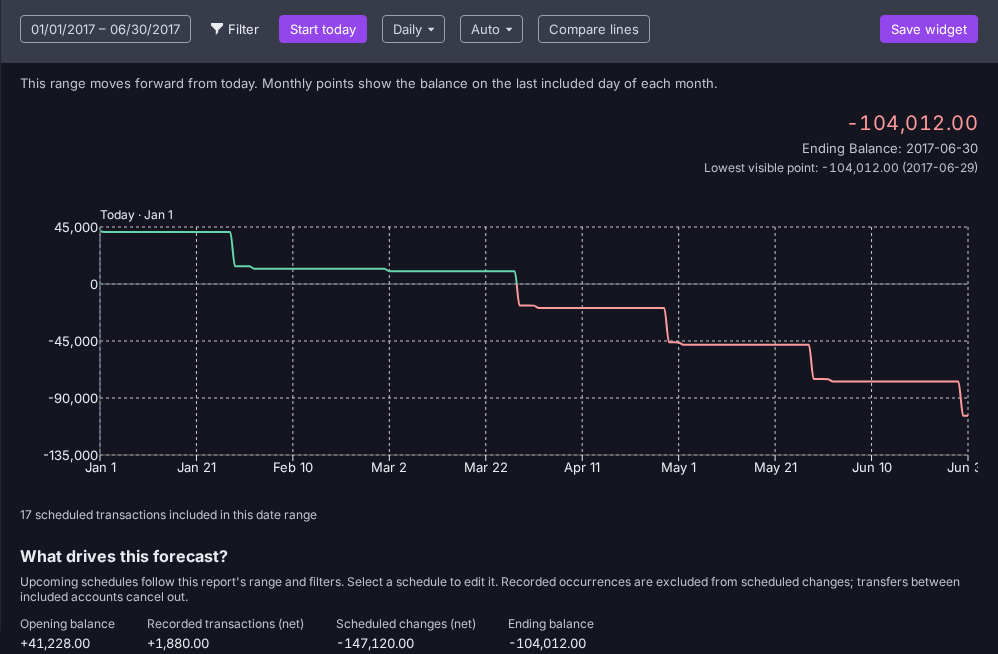 01/01/2017 – 06/30/2017 Filter Start today Daily Auto Compare lines Save widget
This range moves forward from today. Monthly points show the balance on the last included day of each month.
-104,012.00
Ending Balance: 2017-06-30
Lowest visible point: -104,012.00 (2017-06-29)
Today · Jan 1
45,000
0
-45,000
-90,000
-135,000
Jan 1 Jan 21 Feb 10 Mar 2 Mar 22 Apr 11 May 1 May 21 Jun 10 Jun
17 scheduled transactions included in this date range
What drives this forecast?
Upcoming schedules follow this report's range and filters. Select a schedule to edit it. Recorded occurrences are excluded from scheduled changes; transfers between
included accounts cancel out.
Opening balance Recorded transactions (net) Scheduled changes (net) Ending balance
+41,228.00 +1,880.00 -147,120.00 -104,012.00